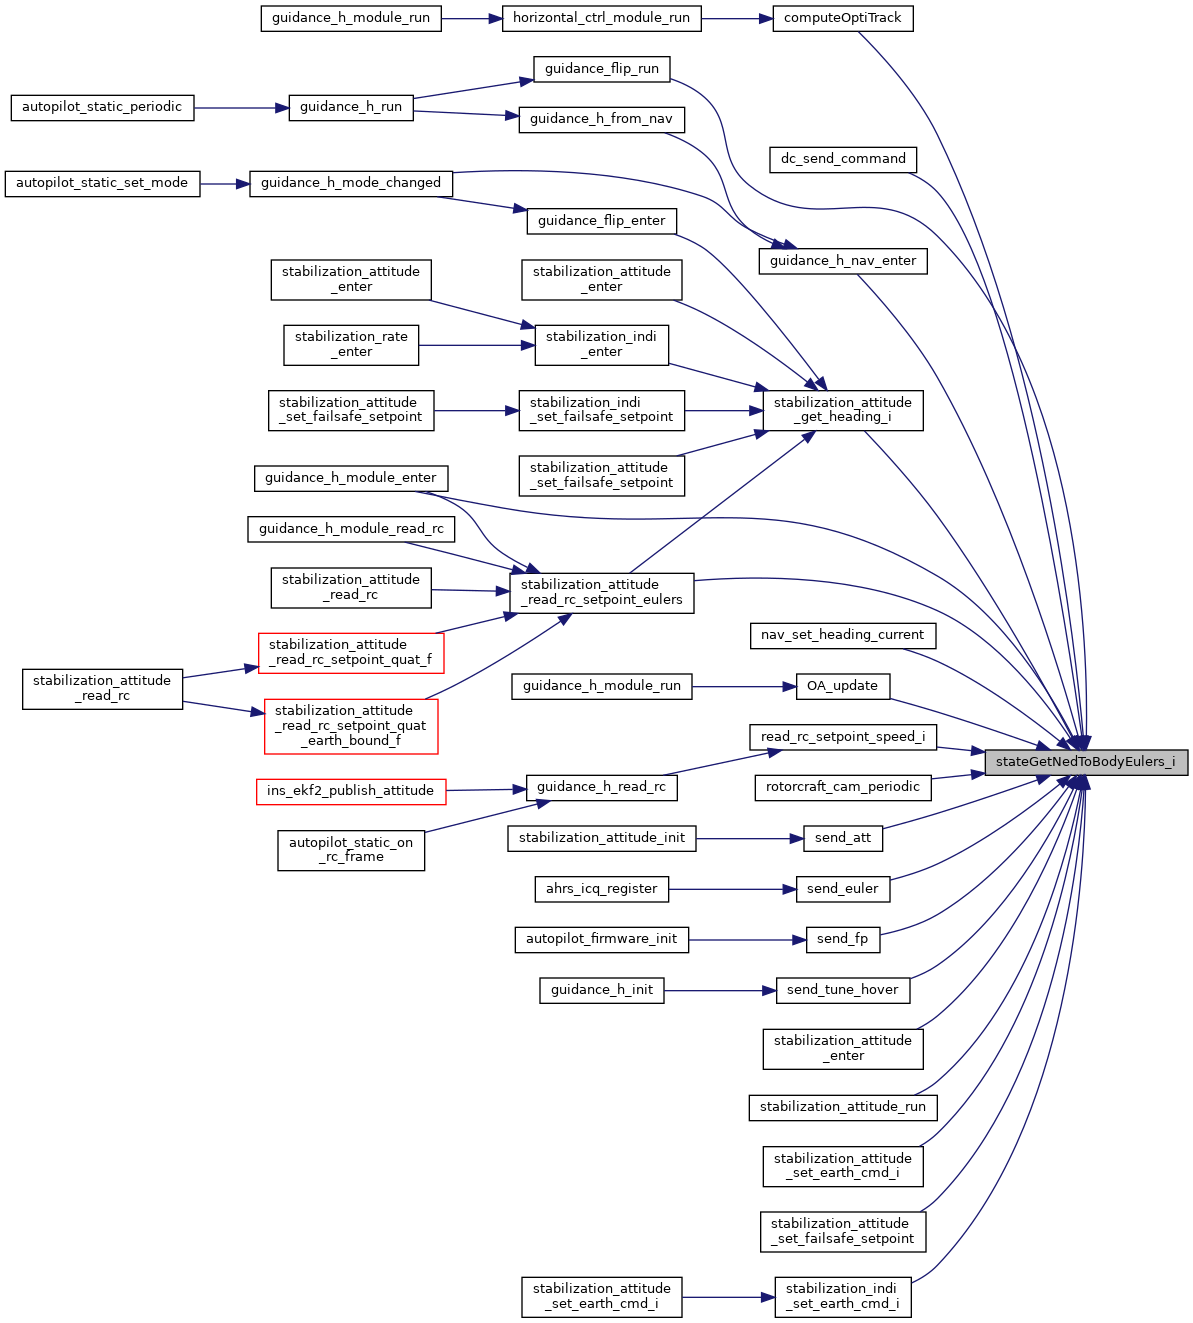 guidance_h_module_run
horizontal_ctrl_module_run
computeOptiTrack
guidance_flip_run
autopilot_static_periodic
guidance_h_run
guidance_h_from_nav
dc_send_command
autopilot_static_set_mode
guidance_h_mode_changed
guidance_flip_enter
guidance_h_nav_enter
stabilization_attitude
_enter
stabilization_attitude
_enter
stabilization_rate
_enter
stabilization_indi
_enter
stabilization_attitude
_set_failsafe_setpoint
stabilization_indi
_set_failsafe_setpoint
stabilization_attitude
_get_heading_i
stabilization_attitude
_set_failsafe_setpoint
guidance_h_module_enter
guidance_h_module_read_rc
stabilization_attitude
_read_rc
stabilization_attitude
_read_rc_setpoint_eulers
stabilization_attitude
_read_rc_setpoint_quat_f
nav_set_heading_current
stabilization_attitude
_read_rc
guidance_h_module_run
OA_update
stabilization_attitude
_read_rc_setpoint_quat
_earth_bound_f
read_rc_setpoint_speed_i
stateGetNedToBodyEulers_i
ins_ekf2_publish_attitude
guidance_h_read_rc
rotorcraft_cam_periodic
autopilot_static_on
_rc_frame
stabilization_attitude_init
send_att
ahrs_icq_register
send_euler
autopilot_firmware_init
send_fp
guidance_h_init
send_tune_hover
stabilization_attitude
_enter
stabilization_attitude_run
stabilization_attitude
_set_earth_cmd_i
stabilization_attitude
_set_failsafe_setpoint
stabilization_attitude
_set_earth_cmd_i
stabilization_indi
_set_earth_cmd_i